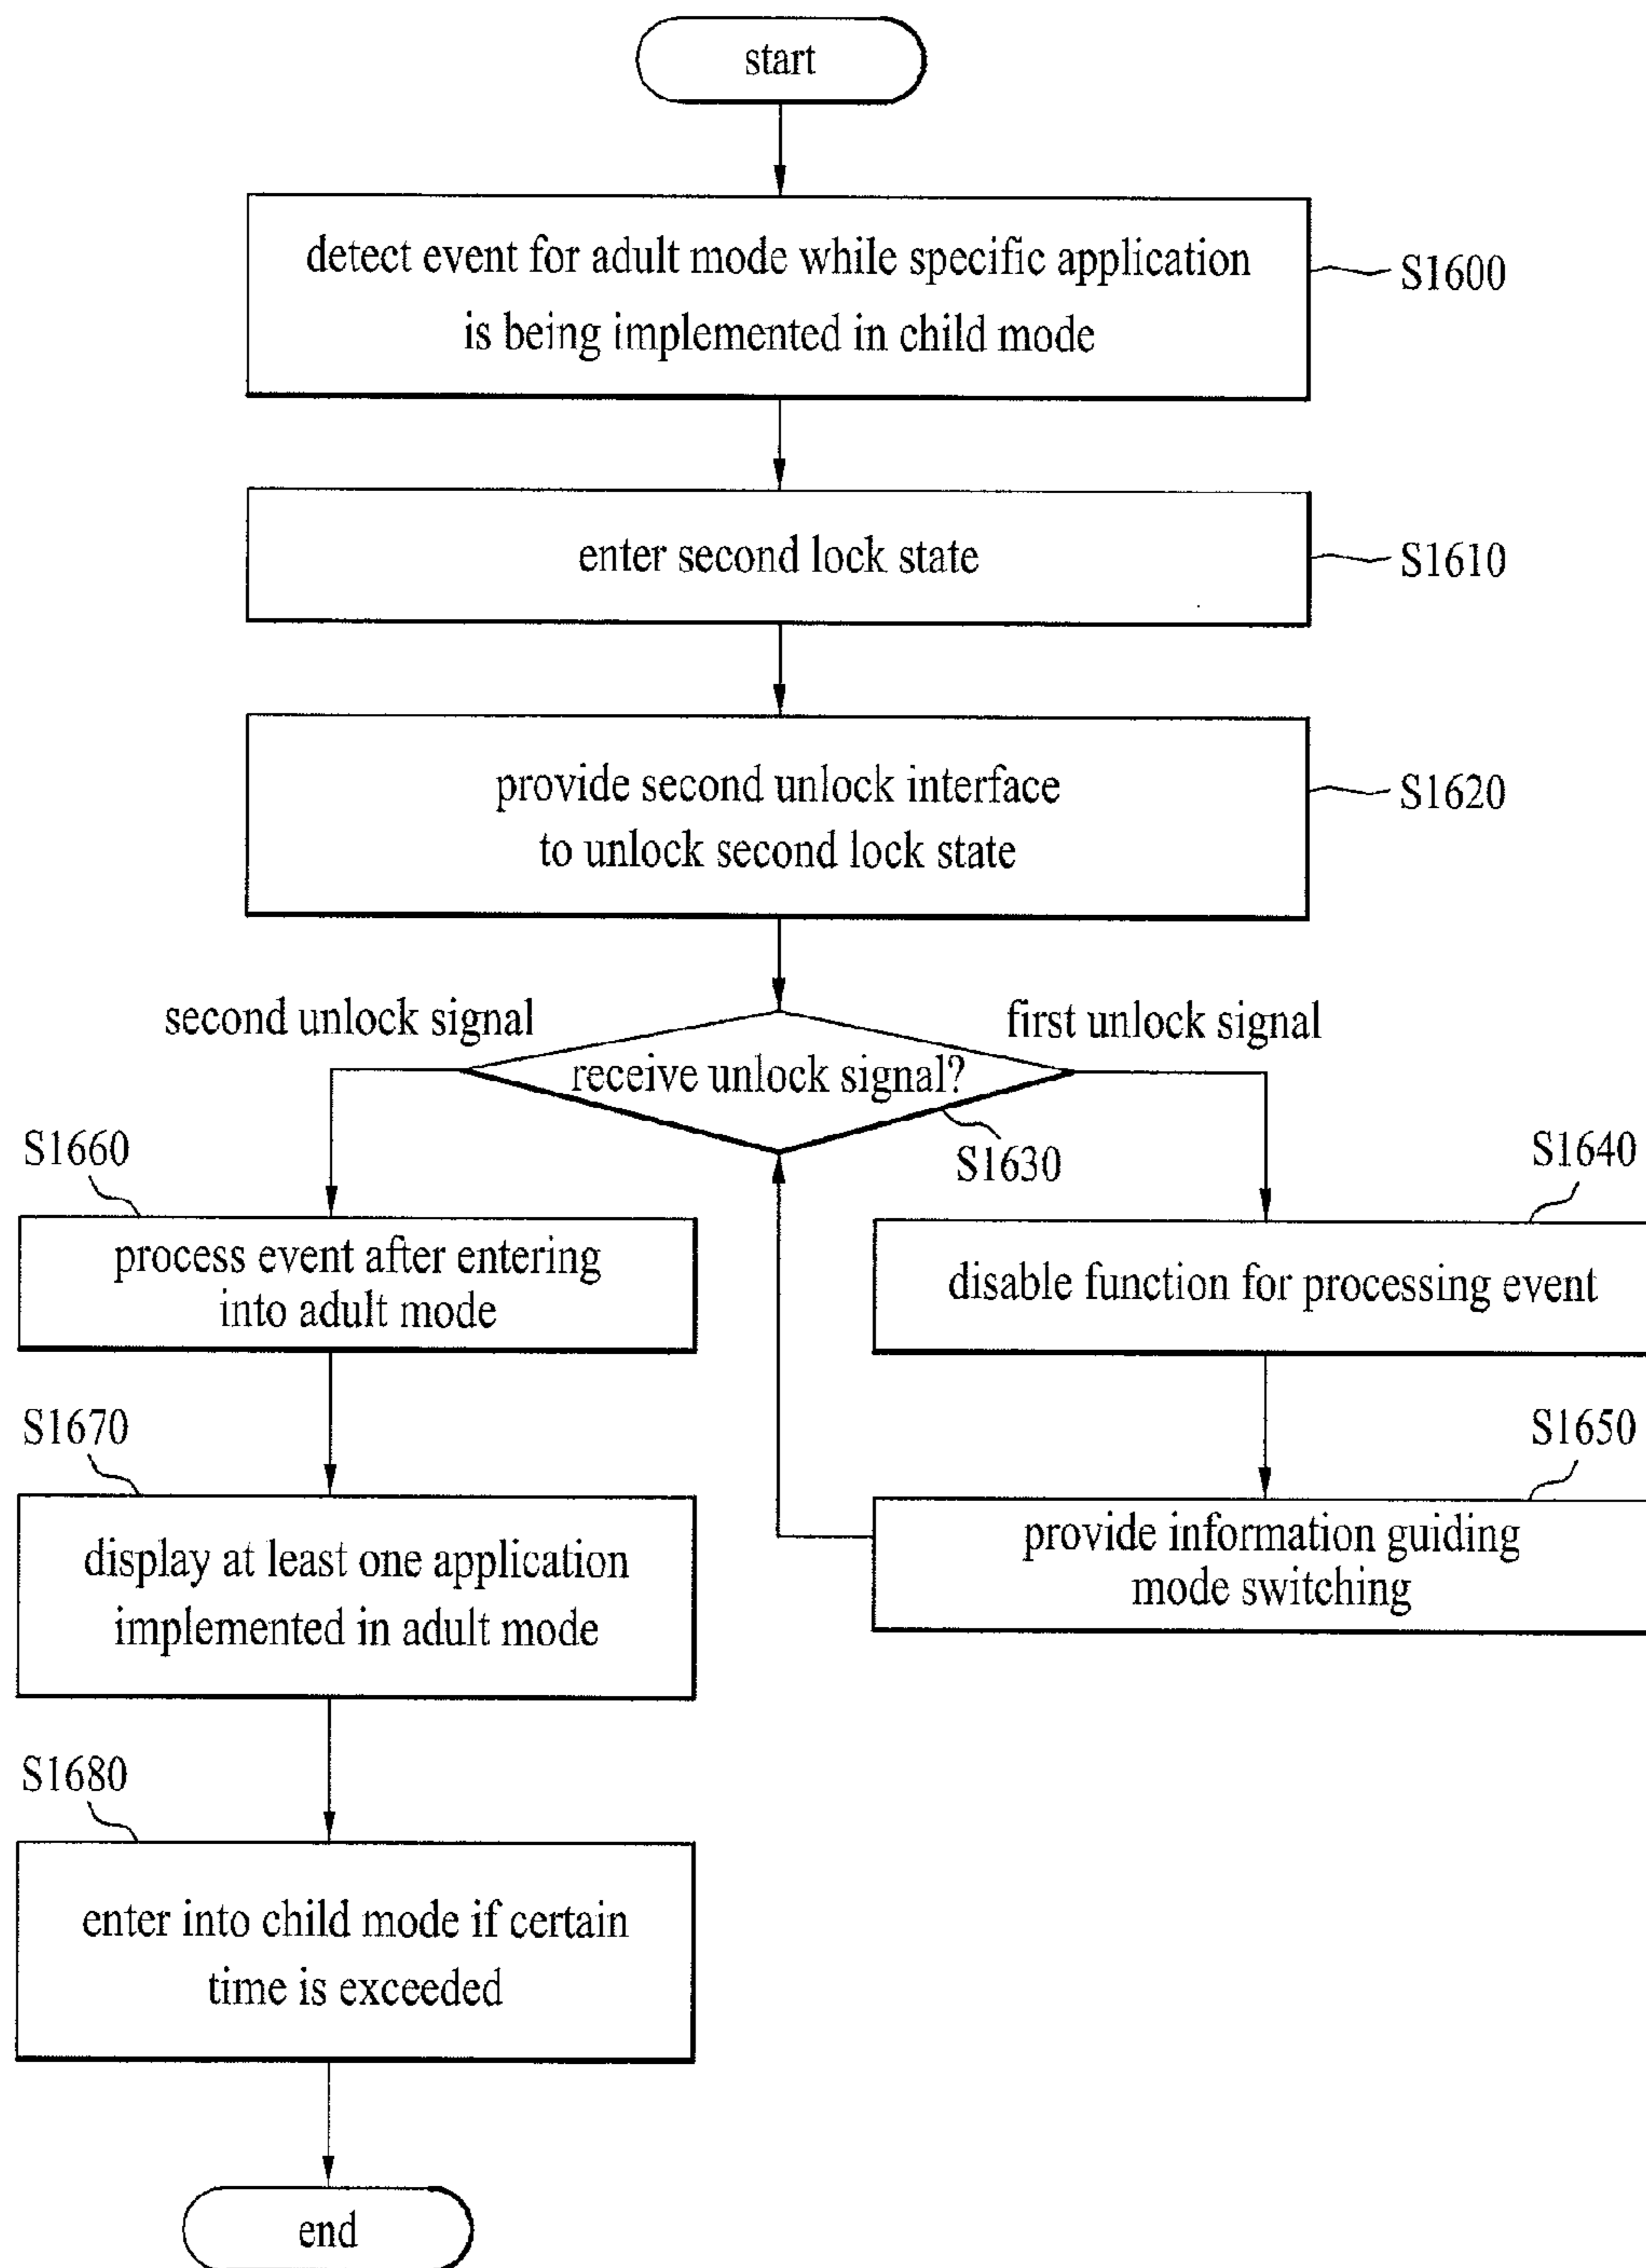 start
detect event for adult mode while specific application
is being implemented in child mode
S1600
enter second lock state
S1610
provide second unlock interface
to unlock second lock state
S1620
second unlock signal
first unlock signal
receive unlock signal?
S1630
S1660
process event after entering
into adult mode
S1640
disable function for processing event
S1670
display at least one application
implemented in adult mode
S1650
provide information guiding
mode switching
S1680
enter into child mode if certain
time is exceeded
end